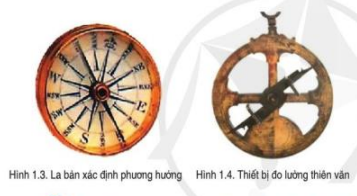 Hình 1.3. La bàn xác định phương hướng
Hình 1.4. Thiết bị đo lường thiên văn